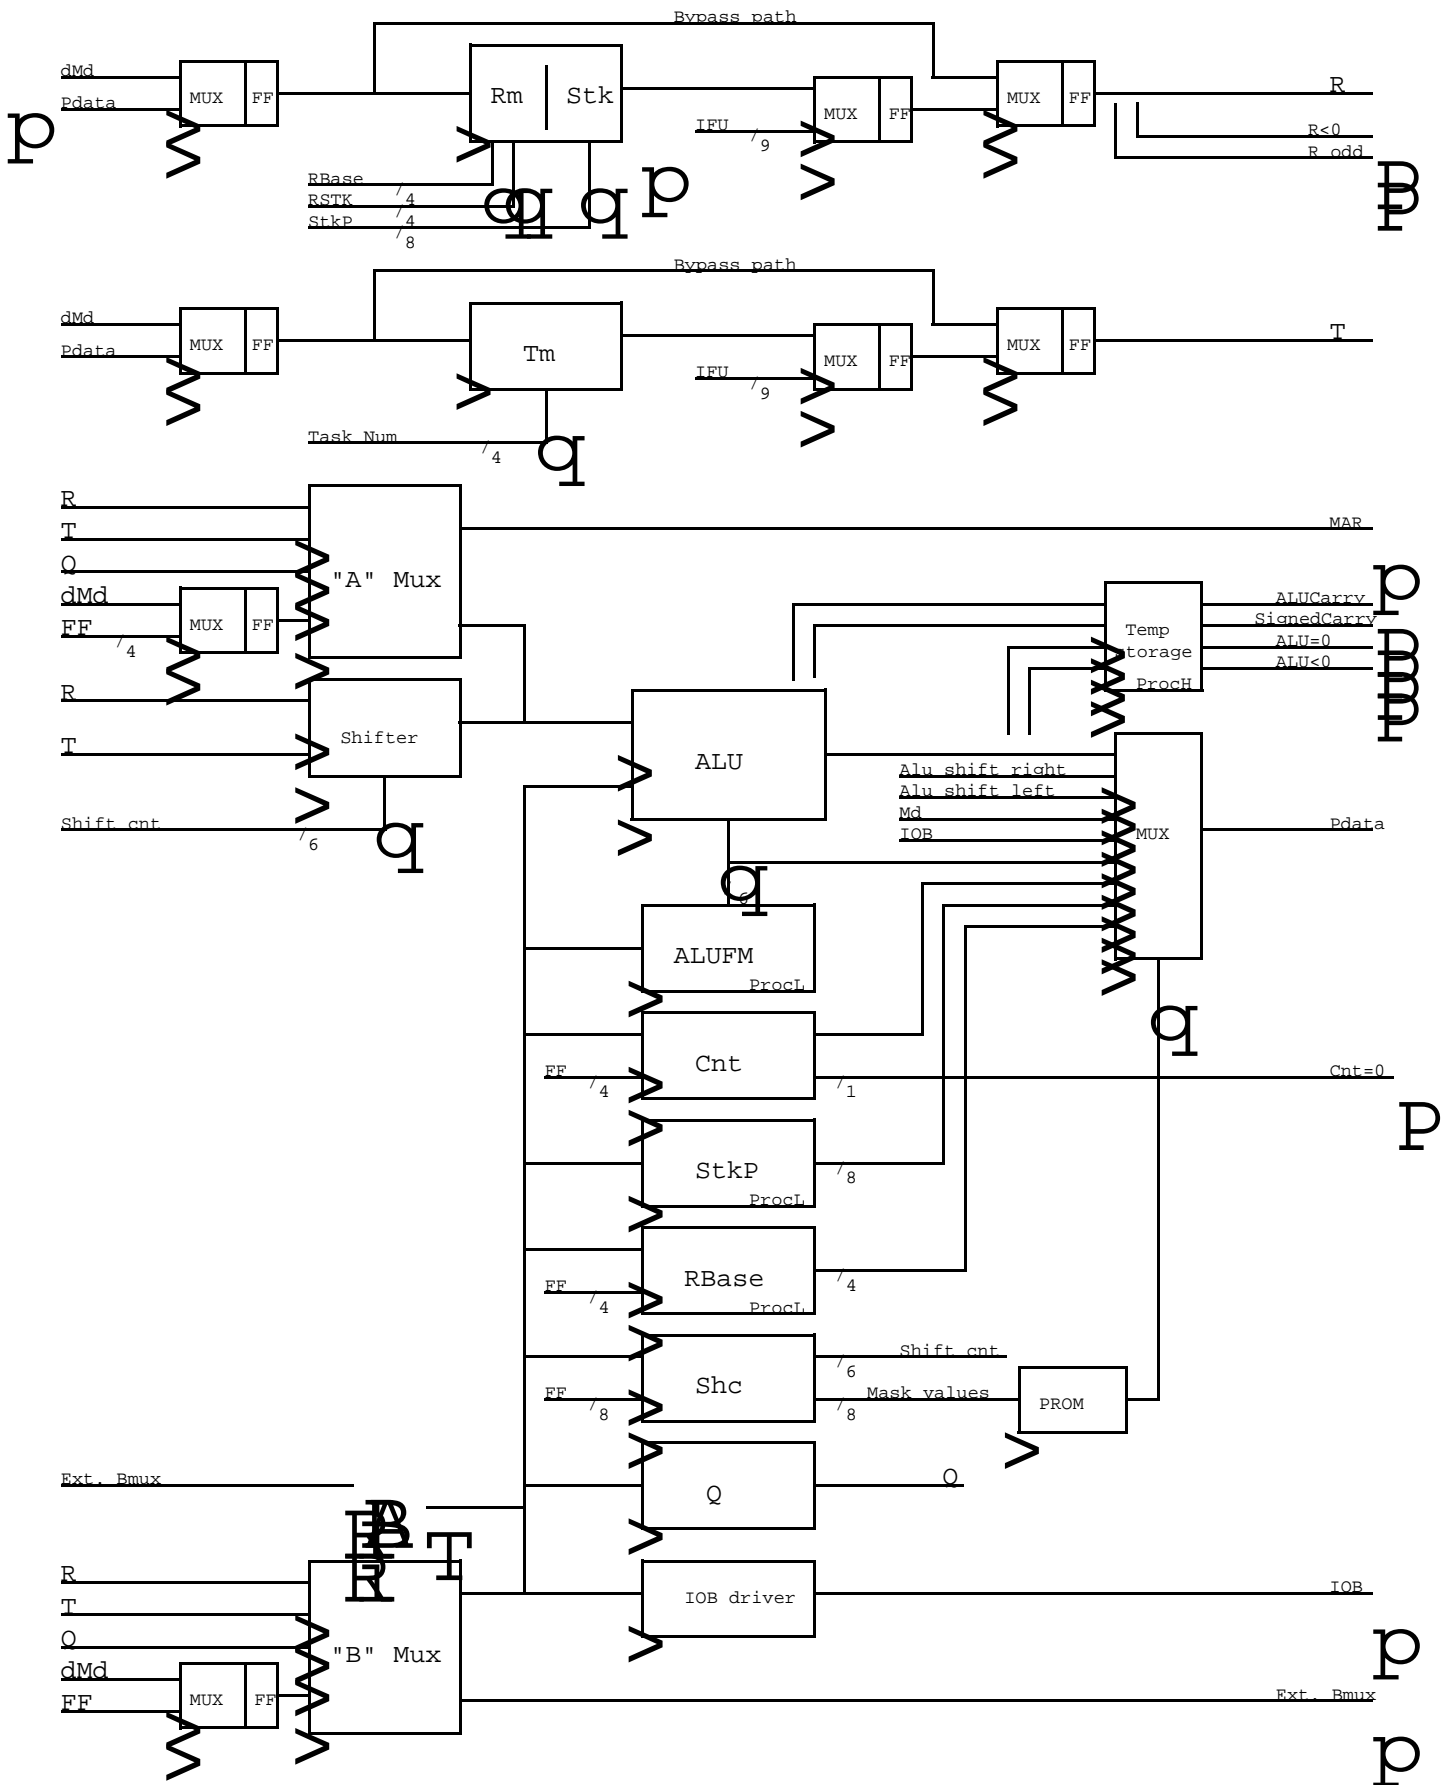 Bypass path
dMd
Pdata
MUX FF
Rm Stk
IFU
9
MUX FF
MUX FF
R
R<0
R odd
RBase
4
RSTK
4
StkP
8
p
q q q p
p
p
Bypass path
dMd
Pdata
MUX FF
Tm
IFU
9
MUX FF
MUX FF
T
Task Num
4
q
R
T
Q
dMd
FF
4
MUX FF
"A" Mux
MAR
p
R
T
Shifter
Shift cnt
6
q
ALU
6
q
Temp
Storage
ProcH
ALUCarry
SignedCarry
ALU=0
ALU<0
p
p
p
p
Alu shift right
Alu shift left
Md
IOB
MUX
Pdata
q
ALUFM
ProcL
FF
4
Cnt
1
Cnt=0
p
StkP
ProcL
8
FF
4
RBase
ProcL
4
FF
8
Shc
6
Shift cnt
8
Mask values
PROM
Q
Q
Ext. Bmux
T
R
T
Q
dMd
FF
MUX FF
"B" Mux
IOB driver
IOB
p
Ext. Bmux
p